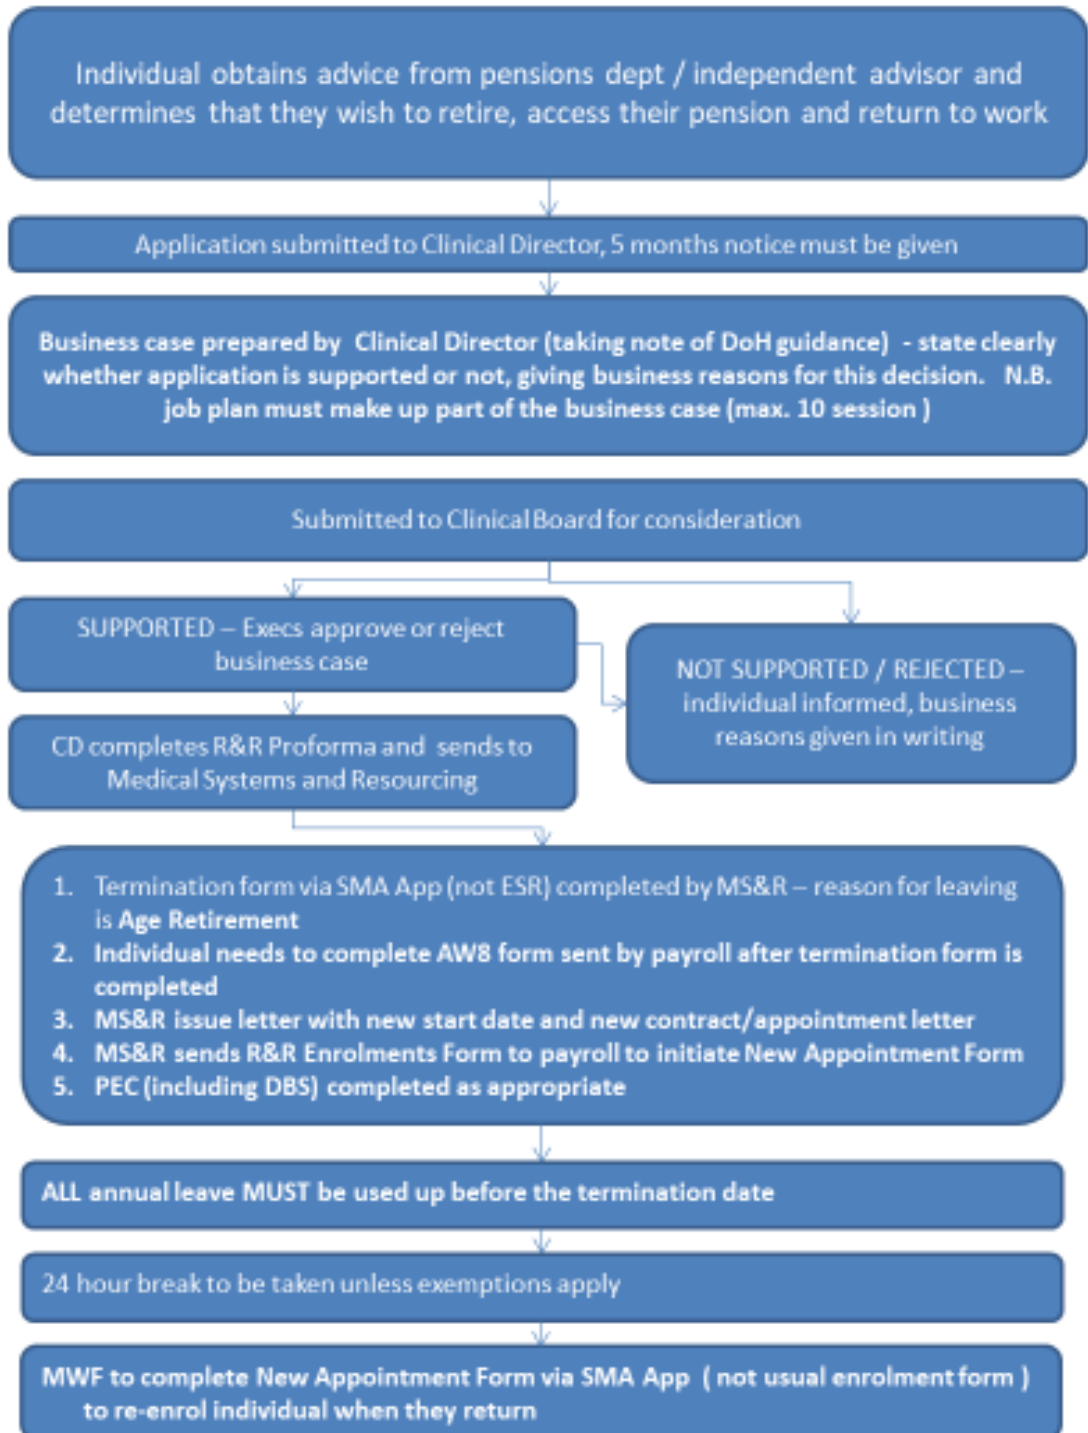 Individual obtains advice from pensions dept / independent advisor and
determines that they wish to retire, access their pension and return to work
Application submitted to Clinical Director, 5 months notice must be given
Business case prepared by Clinical Director (taking note of DoH guidance) - state clearly
whether application is supported or not, giving business reasons for this decision. N.B.
job plan must make up part of the business case (max. 10 session )
Submitted to Clinical Board for consideration
SUPPORTED – Execs approve or reject
business case
NOT SUPPORTED / REJECTED –
individual informed, business
reasons given in writing
CD completes R&R Proforma and sends to
Medical Systems and Resourcing
1. Termination form via SMA App (not ESR) completed by MS&R – reason for leaving
is Age Retirement
2. Individual needs to complete AW8 form sent by payroll after termination form is
completed
3. MS&R issue letter with new start date and new contract/appointment letter
4. MS&R sends R&R Enrolments Form to payroll to initiate New Appointment Form
5. PEC (including DBS) completed as appropriate
ALL annual leave MUST be used up before the termination date
24 hour break to be taken unless exemptions apply
MWF to complete New Appointment Form via SMA App ( not usual enrolment form )
to re-enrol individual when they return